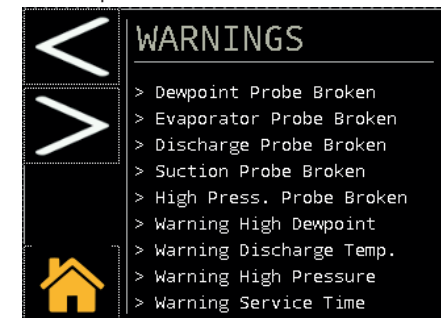 WARNINGS
> Dewpoint Probe Broken
> Evaporator Probe Broken
> Discharge Probe Broken
> Suction Probe Broken
> High Press. Probe Broken
> Warning High Dewpoint
> Warning Discharge Temp.
> Warning High Pressure
> Warning Service Time